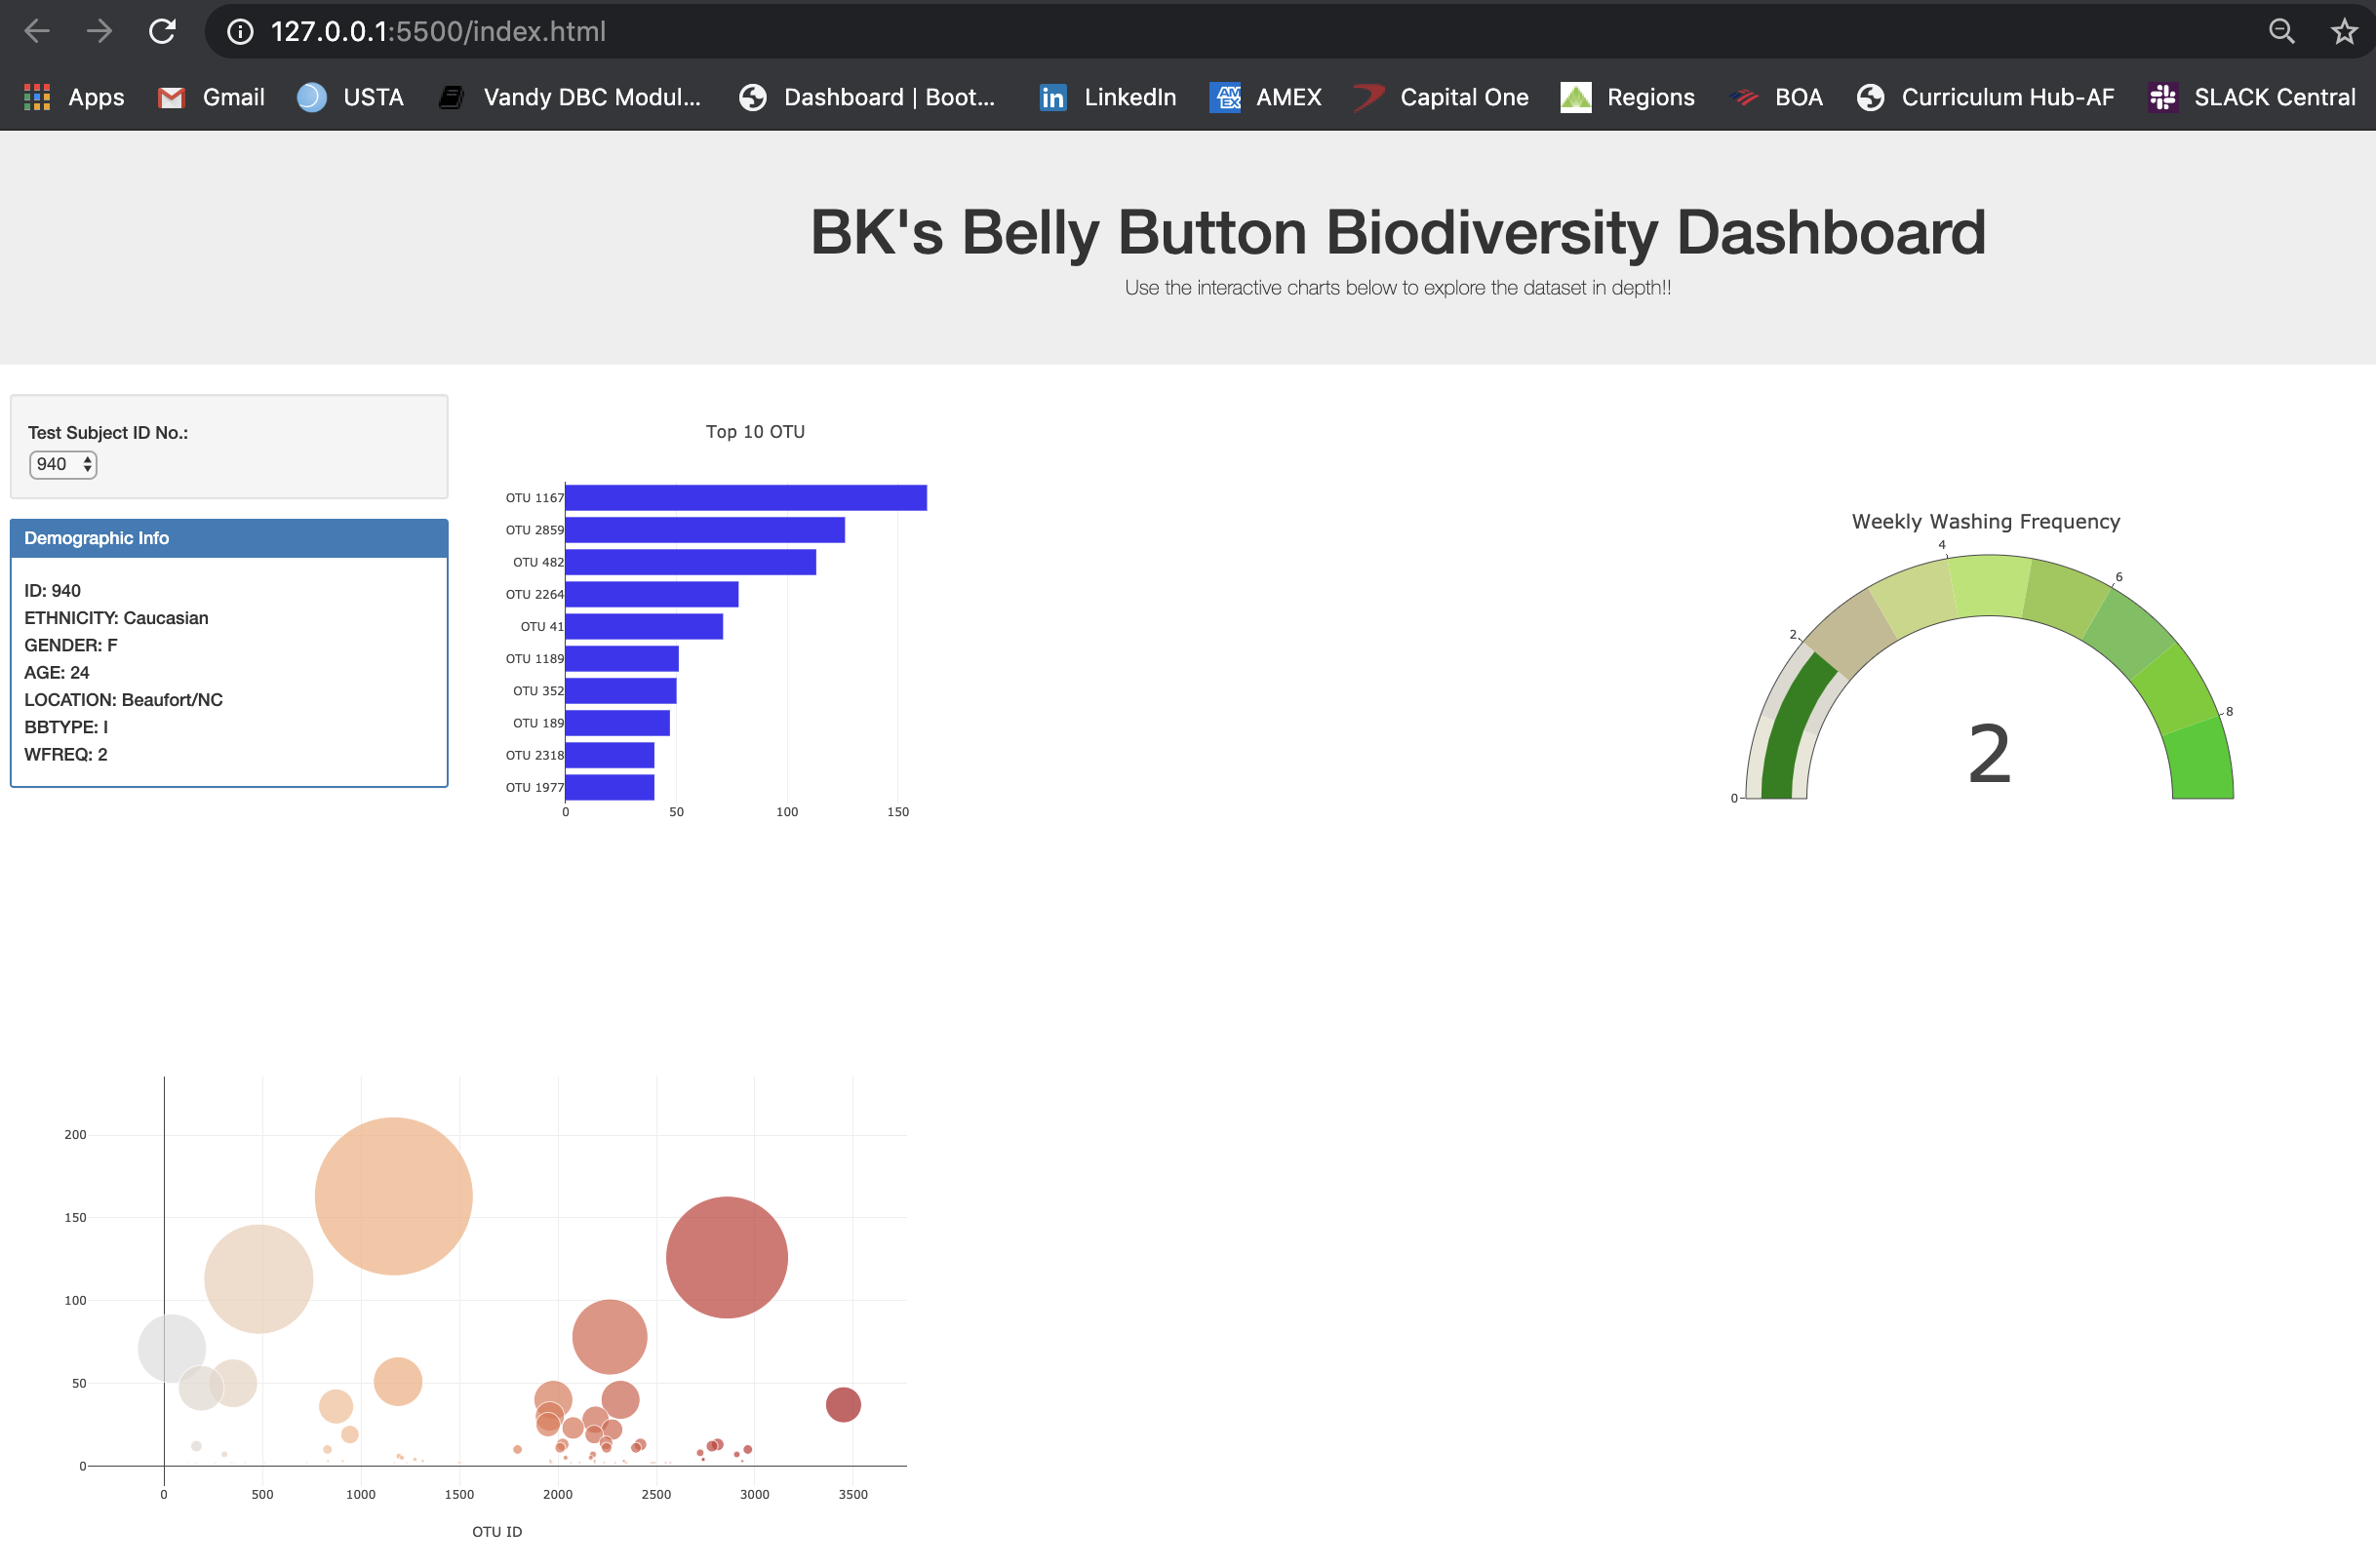 127.0.0.1:5500/index.html
Apps Gmail USTA Vandy DBC Modul... Dashboard | Boot... LinkedIn AMEX Capital One Regions BOA Curriculum Hub-AF SLACK Central
BK's Belly Button Biodiversity Dashboard
Use the interactive charts below to explore the dataset in depth!!
Test Subject ID No.:
940
Demographic Info
ID: 940
ETHNICITY: Caucasian
GENDER: F
AGE: 24
LOCATION: Beaufort/NC
BBTYPE: I
WFREQ: 2
Top 10 OTU
OTU 1167
OTU 2859
OTU 482
OTU 2264
OTU 41
OTU 1189
OTU 352
OTU 189
OTU 2318
OTU 1977
0 50 100 150
Weekly Washing Frequency
0
2
4
6
8
2
200
150
100
50
0
0 500 1000 1500 2000 2500 3000 3500
OTU ID